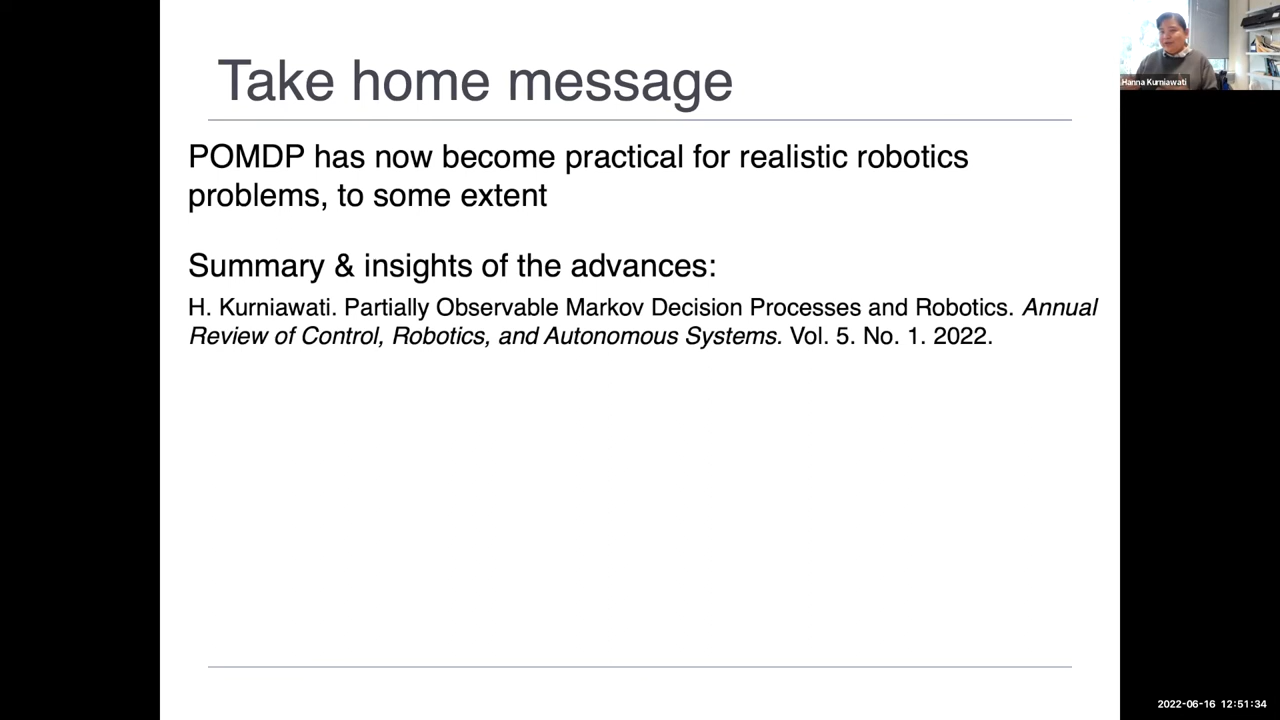 Take home message
Hanna Kurniawati
POMDP has now become practical for realistic robotics
problems, to some extent
Summary & insights of the advances:
H. Kurniawati. Partially Observable Markov Decision Processes and Robotics. Annual
Review of Control, Robotics, and Autonomous Systems. Vol. 5. No. 1. 2022.
2022-06-16 12:51:34